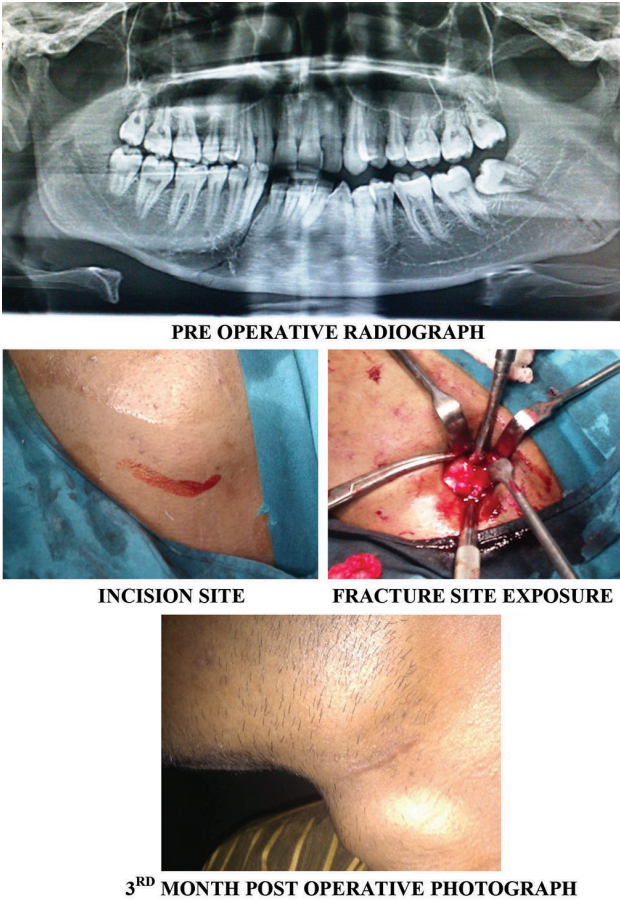 PRE OPERATIVE RADIOGRAPH
INCISION SITE
FRACTURE SITE EXPOSURE
3RD MONTH POST OPERATIVE PHOTOGRAPH